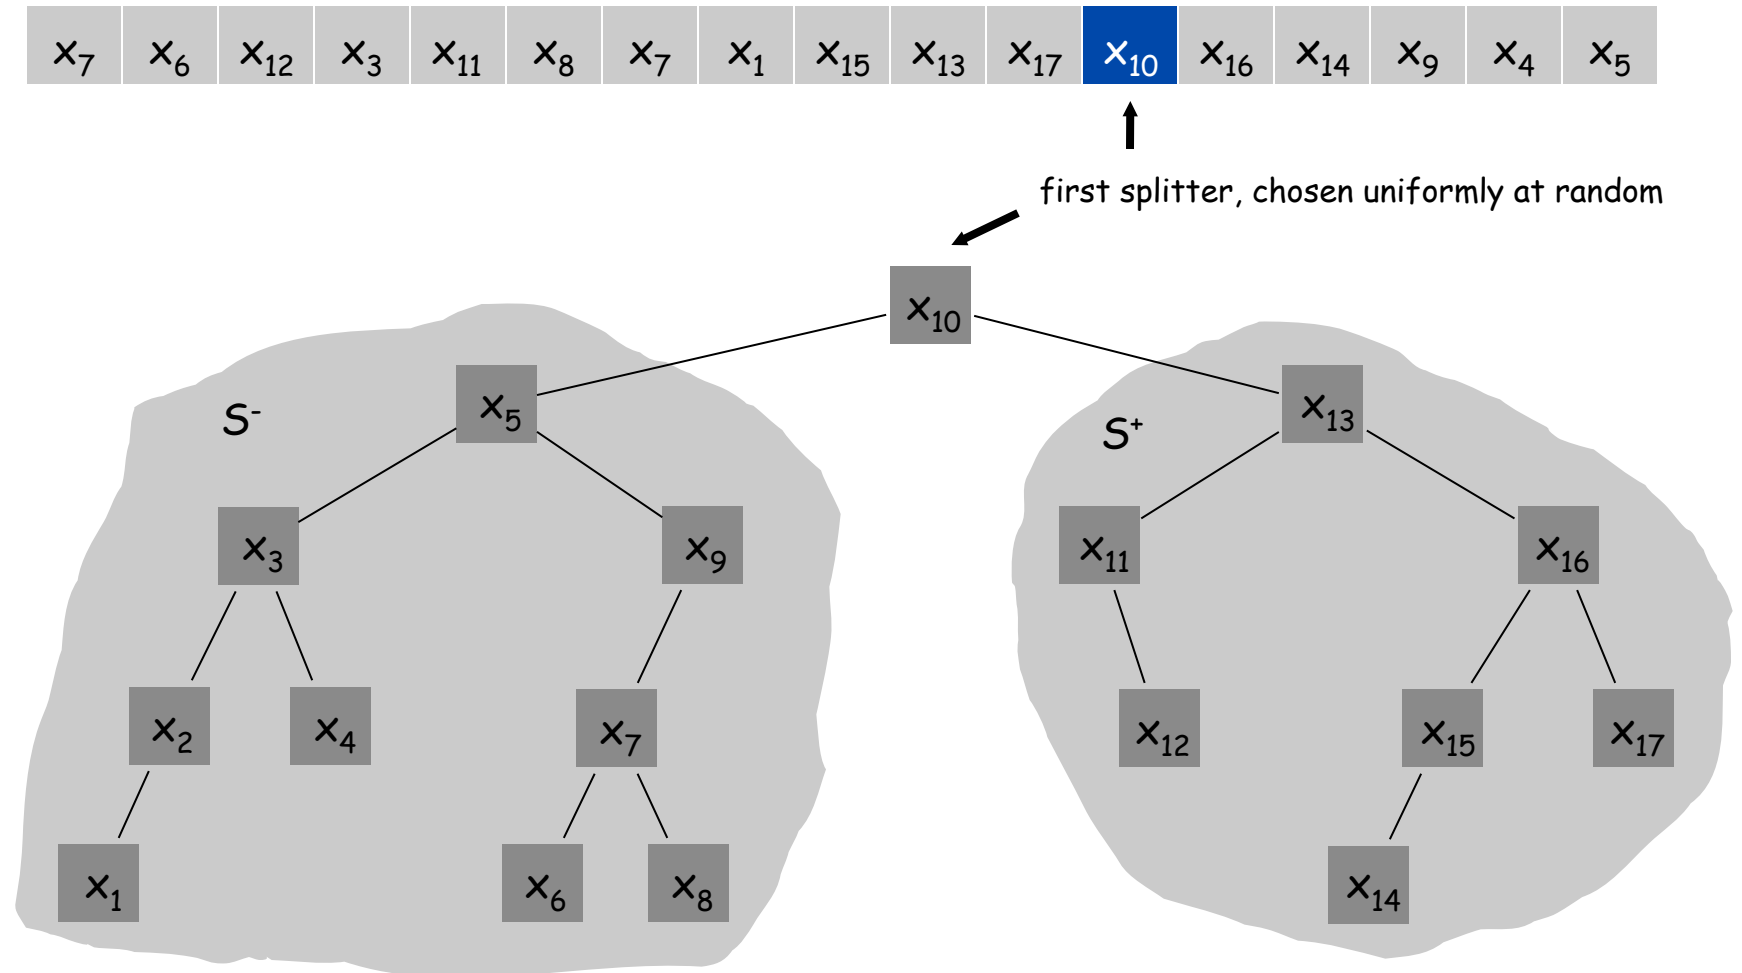 x7 x6 x12 x3 x11 x8 x7 x1 x15 x13 x17 x10 x16 x14 x9 x4 x5
first splitter, chosen uniformly at random
x10
S- x5 S+ x13
x3 x9 x11 x16
x2 x4 x7 x12 x15 x17
x1 x6 x8 x14